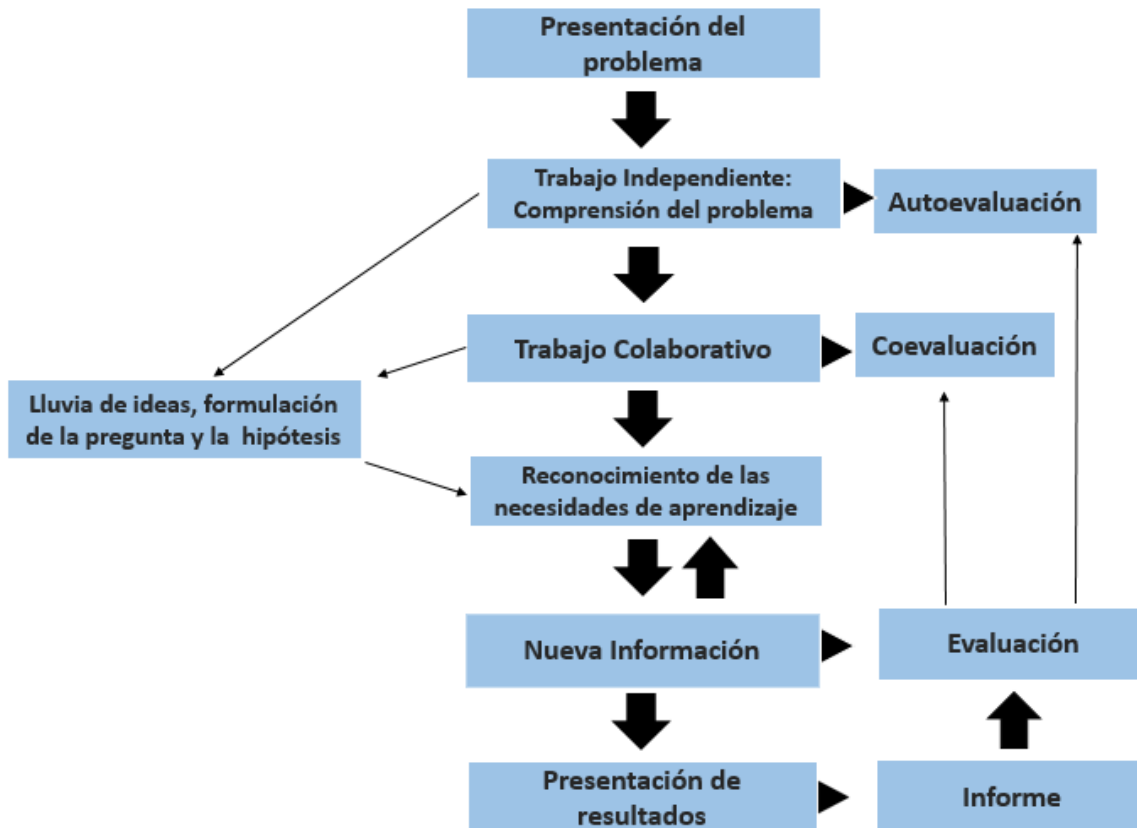 Presentación del
problema
Trabajo Independiente:
Comprensión del problema
Autoevaluación
Trabajo Colaborativo
Coevaluación
Lluvia de ideas, formulación
de la pregunta y la hipótesis
Reconocimiento de las
necesidades de aprendizaje
Nueva Información
Evaluación
Presentación de
resultados
Informe